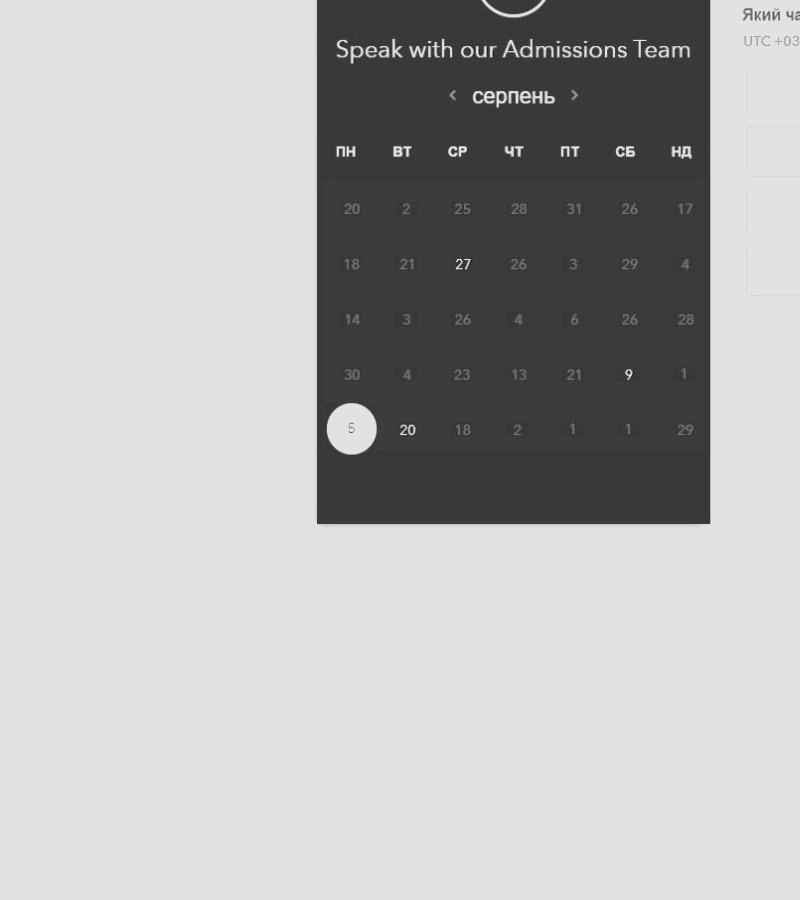 Speak with our Admissions Team
Який ча
UTC +03
‹ серпень ›
ПН ВТ СР ЧТ ПТ СБ НД
20 2 25 28 31 26 17
18 21 27 26 3 29 4
14 3 26 4 6 26 28
30 4 23 13 21 9 1
5 20 18 2 1 1 29